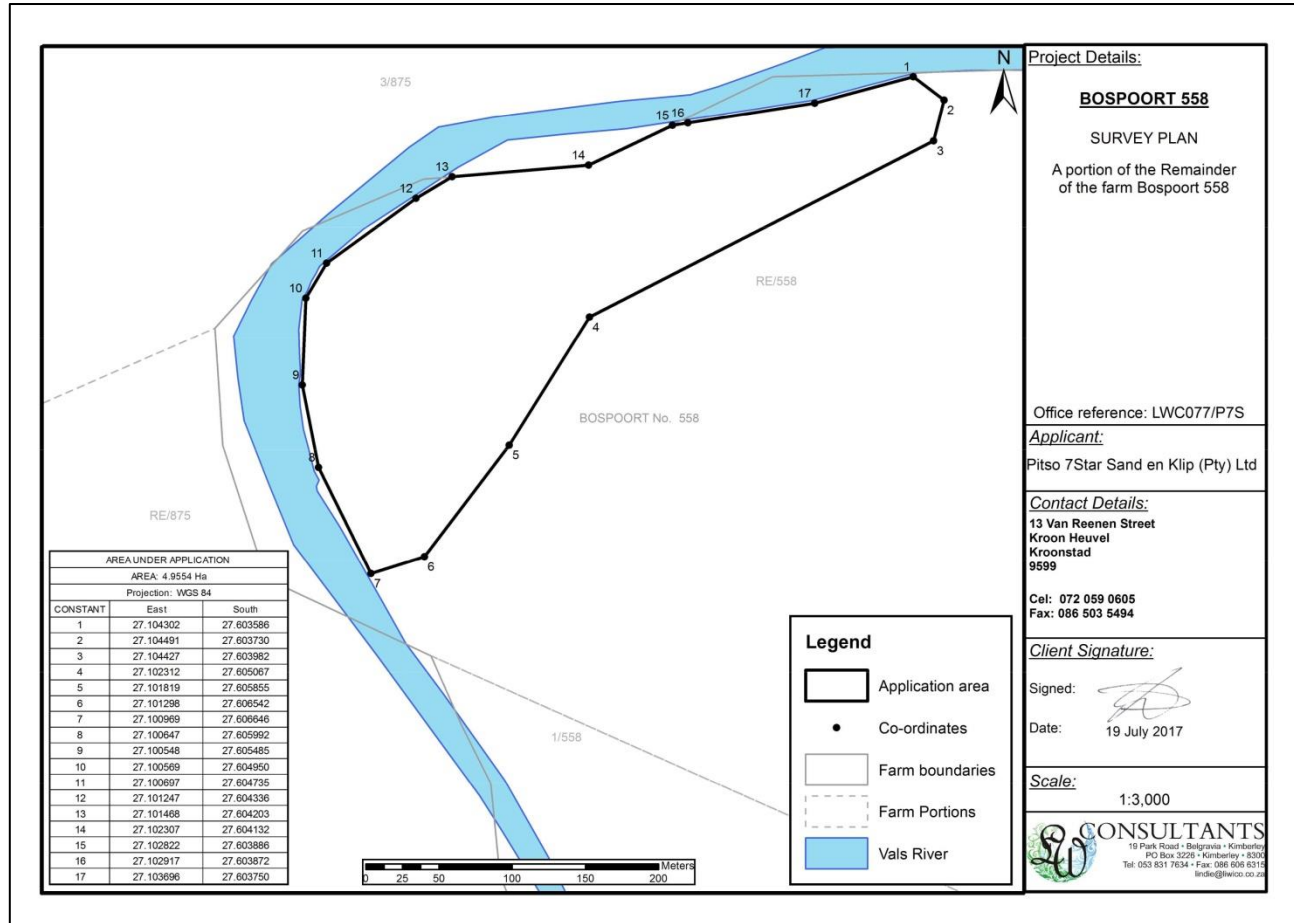 3/875
N
1
2
3
17
16
15
14
13
12
11
10
9
8
7
6
5
4
RE/558
BOSPOORT No. 558
RE/875
1/558
AREA UNDER APPLICATION
AREA: 4.9554 Ha
Projection: WGS 84
CONSTANT East South
1 27.104302 27.603586
2 27.104491 27.603730
3 27.104427 27.603982
4 27.102312 27.605067
5 27.101819 27.605855
6 27.101298 27.606542
7 27.100969 27.606646
8 27.100647 27.605992
9 27.100548 27.605485
10 27.100569 27.604950
11 27.100697 27.604735
12 27.101247 27.604336
13 27.101468 27.604203
14 27.102307 27.604132
15 27.102822 27.603886
16 27.102917 27.603872
17 27.103696 27.603750
Meters
0 25 50 100 150 200
Legend
Application area
Co-ordinates
Farm boundaries
Farm Portions
Vals River
Project Details:
BOSPOORT 558
SURVEY PLAN
A portion of the Remainder
of the farm Bospoort 558
Office reference: LWC077/P7S
Applicant:
Pitso 7Star Sand en Klip (Pty) Ltd
Contact Details:
13 Van Reenen Street
Kroon Heuvel
Kroonstad
9599
Cel: 072 059 0605
Fax: 086 503 5494
Client Signature:
Signed:
Date: 19 July 2017
Scale:
1:3,000
LW CONSULTANTS
19 Park Road • Belgravia • Kimberley
PO Box 3226 • Kimberley • 8300
Tel: 053 831 7634 • Fax: 086 606 6315
lindie@liwico.co.za